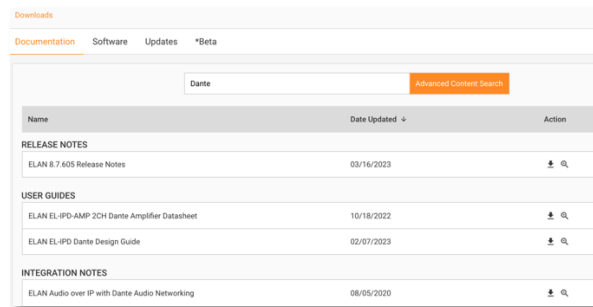 Downloads
Documentation Software Updates *Beta
Dante Advanced Content Search
Name Date Updated ↓ Action
RELEASE NOTES
ELAN 8.7.605 Release Notes 03/16/2023
USER GUIDES
ELAN EL-IPD-AMP 2CH Dante Amplifier Datasheet 10/18/2022
ELAN EL-IPD Dante Design Guide 02/07/2023
INTEGRATION NOTES
ELAN Audio over IP with Dante Audio Networking 08/05/2020